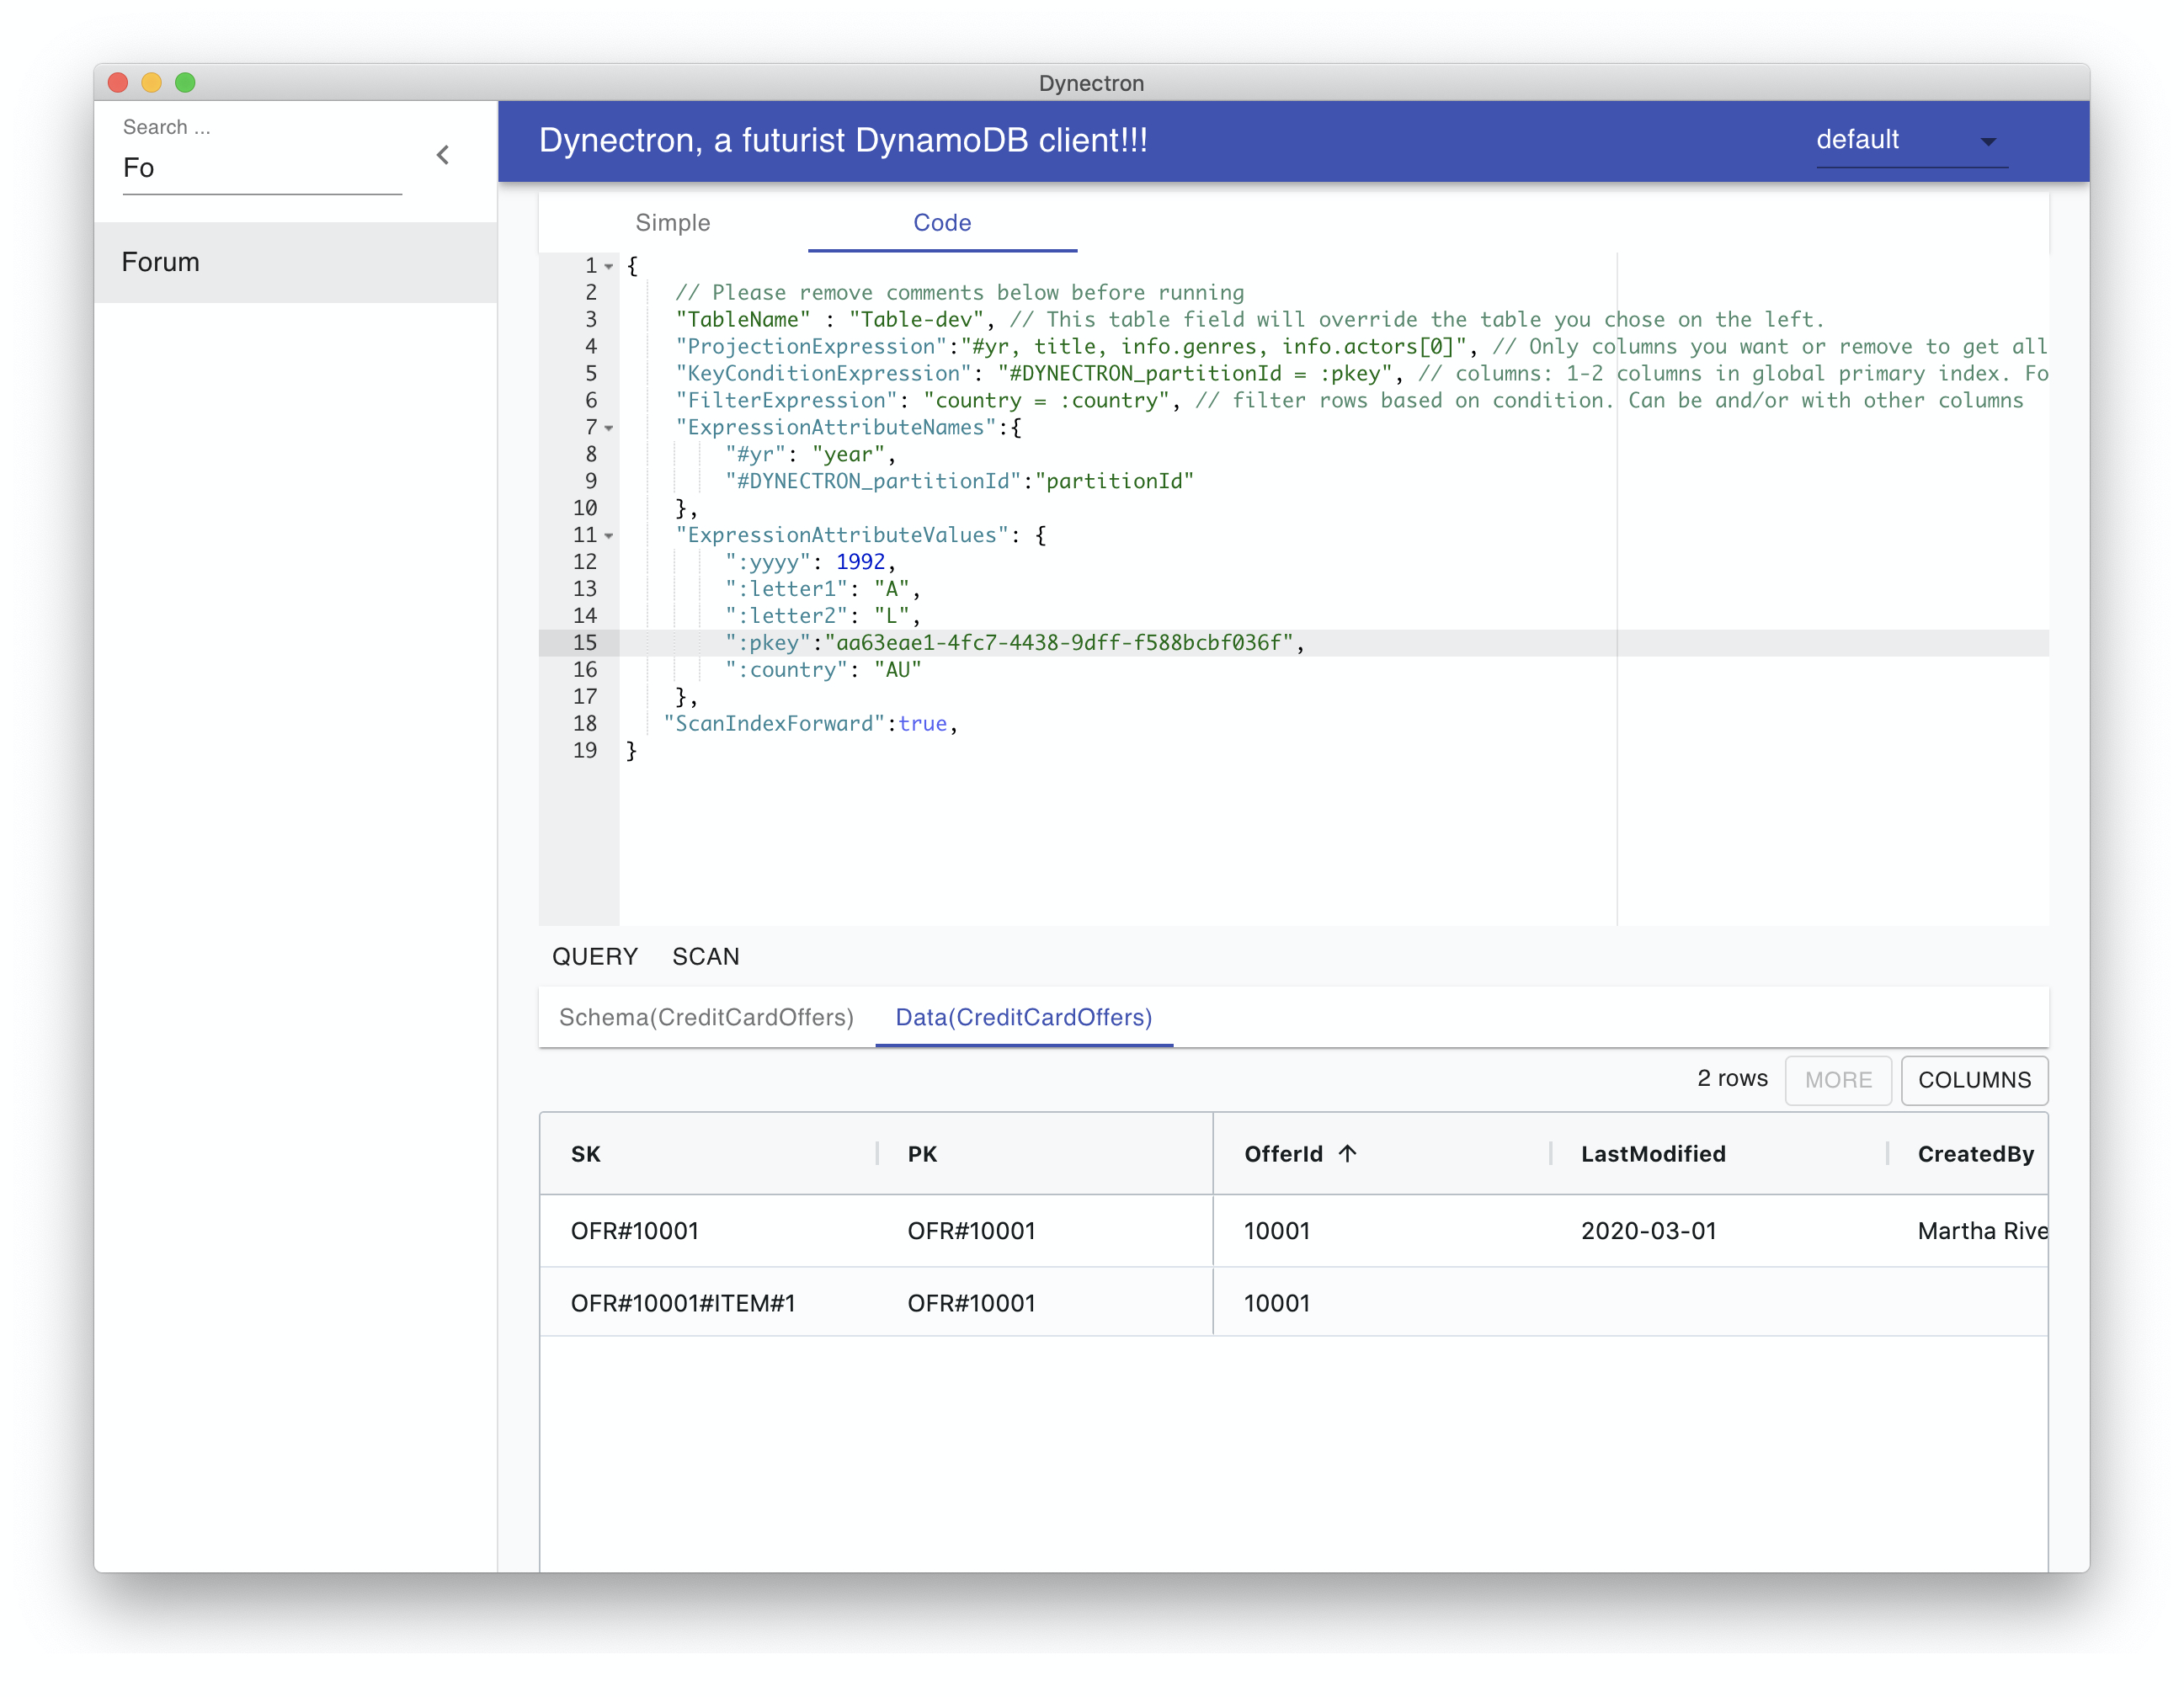 Dynectron
Search ...
Fo
Forum
Dynectron, a futurist DynamoDB client!!!
default
Simple
Code
1 {
2 // Please remove comments below before running
3 "TableName" : "Table-dev", // This table field will override the table you chose on the left.
4 "ProjectionExpression":"#yr, title, info.genres, info.actors[0]", // Only columns you want or remove to get all
5 "KeyConditionExpression": "#DYNECTRON_partitionId = :pkey", // columns: 1-2 columns in global primary index. Fo
6 "FilterExpression": "country = :country", // filter rows based on condition. Can be and/or with other columns
7 "ExpressionAttributeNames":{
8 "#yr": "year",
9 "#DYNECTRON_partitionId":"partitionId"
10 },
11 "ExpressionAttributeValues": {
12 ":yyyy": 1992,
13 ":letter1": "A",
14 ":letter2": "L",
15 ":pkey":"aa63eae1-4fc7-4438-9dff-f588bcbf036f",
16 ":country": "AU"
17 },
18 "ScanIndexForward":true,
19 }
QUERY SCAN
Schema(CreditCardOffers) Data(CreditCardOffers)
2 rows MORE COLUMNS
SK PK OfferId ↑ LastModified CreatedBy
OFR#10001 OFR#10001 10001 2020-03-01 Martha Rive
OFR#10001#ITEM#1 OFR#10001 10001